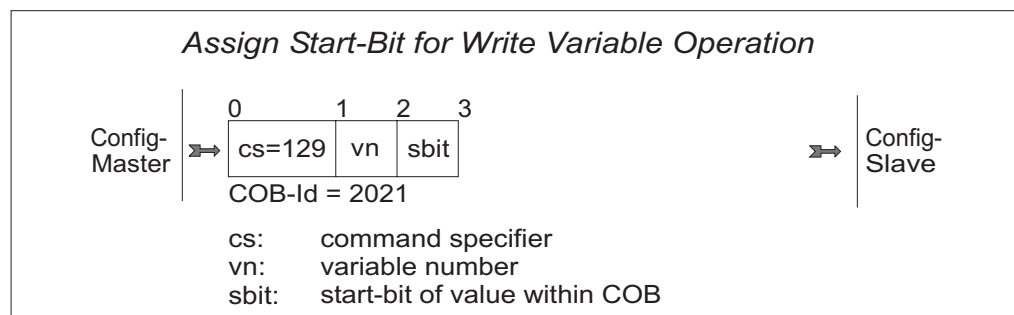 Assign Start-Bit for Write Variable Operation
0 1 2 3
Config-
Master
cs=129 vn sbit
Config-
Slave
COB-Id = 2021
cs: command specifier
vn: variable number
sbit: start-bit of value within COB